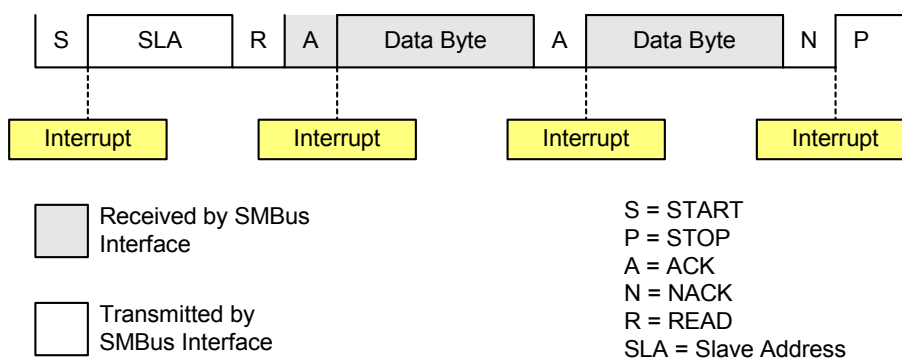 S SLA R A Data Byte A Data Byte N P
Interrupt Interrupt Interrupt Interrupt
Received by SMBus
Interface
Transmitted by
SMBus Interface
S = START
P = STOP
A = ACK
N = NACK
R = READ
SLA = Slave Address